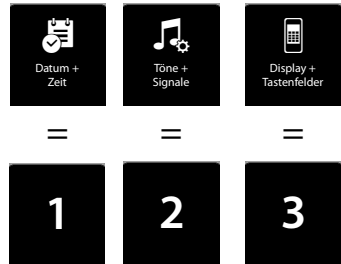 Datum +
Zeit
Töne +
Signale
Display +
Tastenfelder
= = =
1 2 3